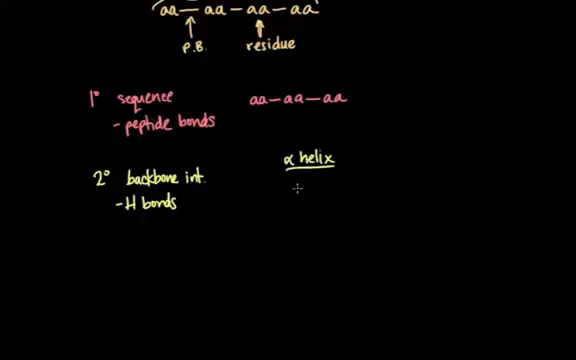 aa — aa — aa — aa
P.B. residue
1° sequence aa — aa — aa
- peptide bonds
α helix
2° backbone int.
- H bonds